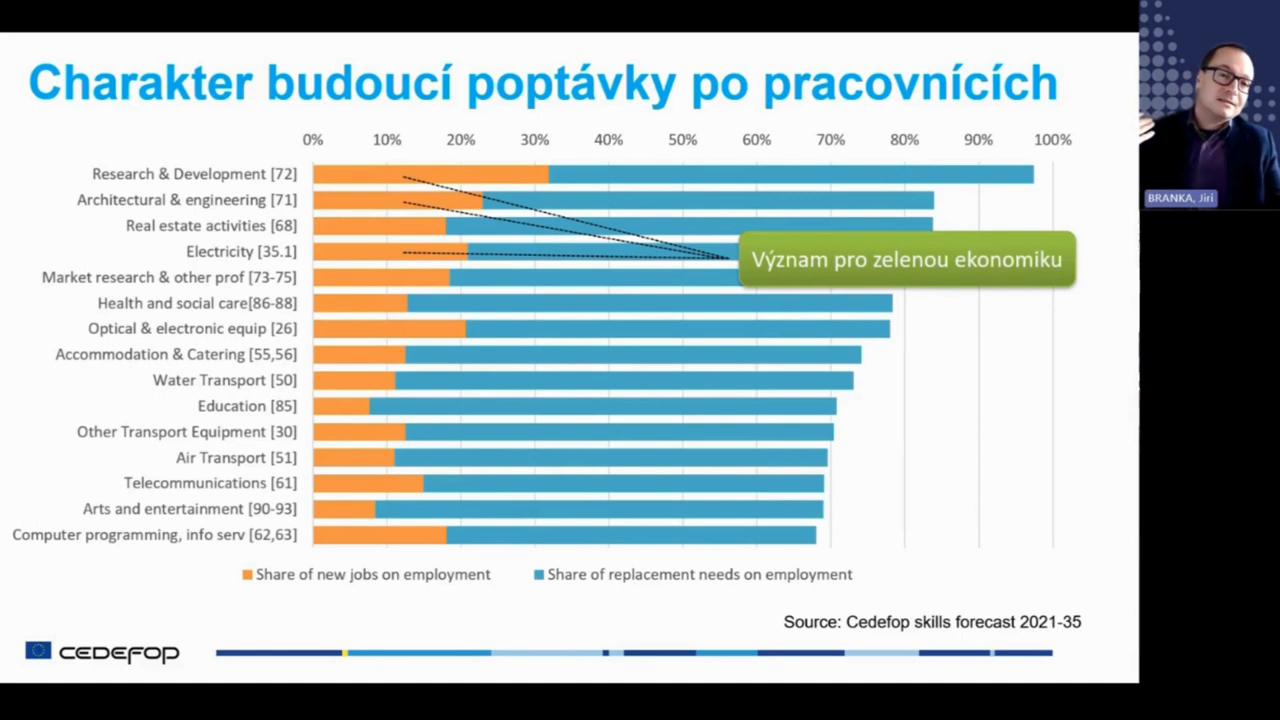 Charakter budoucí poptávky po pracovnících
0% 10% 20% 30% 40% 50% 60% 70% 80% 90% 100%
Research & Development [72]
Architectural & engineering [71]
Real estate activities [68]
Electricity [35.1]
Market research & other prof [73-75]
Health and social care[86-88]
Optical & electronic equip [26]
Accommodation & Catering [55,56]
Water Transport [50]
Education [85]
Other Transport Equipment [30]
Air Transport [51]
Telecommunications [61]
Arts and entertainment [90-93]
Computer programming, info serv [62,63]
Význam pro zelenou ekonomiku
Share of new jobs on employment Share of replacement needs on employment
Source: Cedefop skills forecast 2021-35
CEDEFOP
BRANKA, Jiri